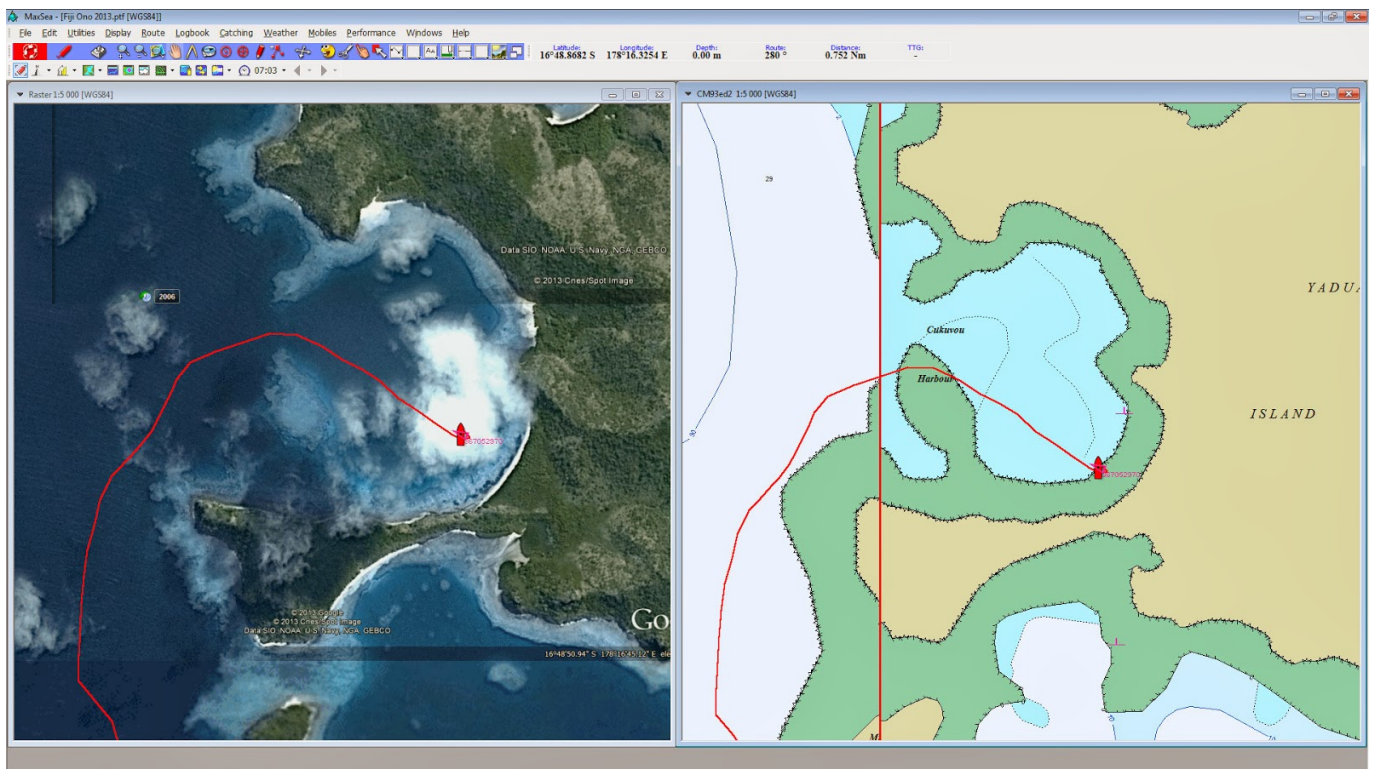 MaxSea - [Fiji Ono 2013.ptf [WGS84]]
File Edit Utilities Display Route Logbook Catching Weather Mobiles Performance Windows Help
Latitude: Longitude: Depth: Route: Distance: TTG:
16°48.8682 S 178°16.3254 E 0.00 m 280 ° 0.752 Nm -
07:03
Raster 1:5 000 [WGS84]
Data SIO NOAA, U.S. Navy, NGA, GEBCO
© 2013 Cnes/Spot Image
2006
567052970
© 2013 Google
© 2013 Cnes/Spot Image
Data SIO, NOAA, U.S. Navy, NGA, GEBCO
Go
16°48'50.94" S 178°16'45.12" E ele
CM93ed2 1:5 000 [WGS84]
29
YADUA
Cukuvou
Harbour
ISLAND
567052970
30
M